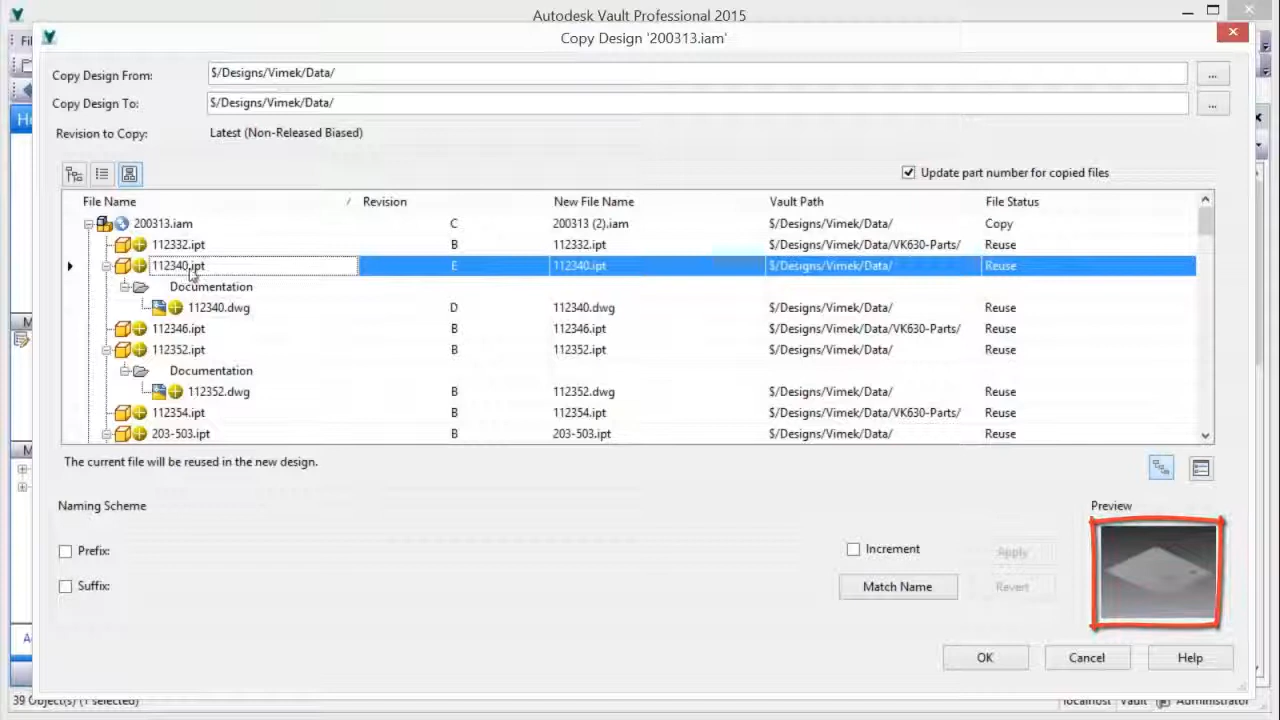 Autodesk Vault Professional 2015
Copy Design '200313.iam'
Copy Design From: $/Designs/Vimek/Data/ ...
Copy Design To: $/Designs/Vimek/Data/ ...
Revision to Copy: Latest (Non-Released Biased)
Update part number for copied files
File Name / Revision New File Name Vault Path File Status
200313.iam C 200313 (2).iam $/Designs/Vimek/Data/ Copy
112332.ipt B 112332.ipt $/Designs/Vimek/Data/VK630-Parts/ Reuse
112340.ipt E 112340.ipt $/Designs/Vimek/Data/ Reuse
Documentation
112340.dwg D 112340.dwg $/Designs/Vimek/Data/ Reuse
112346.ipt B 112346.ipt $/Designs/Vimek/Data/VK630-Parts/ Reuse
112352.ipt B 112352.ipt $/Designs/Vimek/Data/ Reuse
Documentation
112352.dwg B 112352.dwg $/Designs/Vimek/Data/ Reuse
112354.ipt B 112354.ipt $/Designs/Vimek/Data/VK630-Parts/ Reuse
203-503.ipt B 203-503.ipt $/Designs/Vimek/Data/ Reuse
The current file will be reused in the new design.
Naming Scheme
Preview
Prefix:
Increment Apply
Suffix:
Match Name Revert
OK Cancel Help
39 Object(s) (1 selected) localhost Vault Administrator